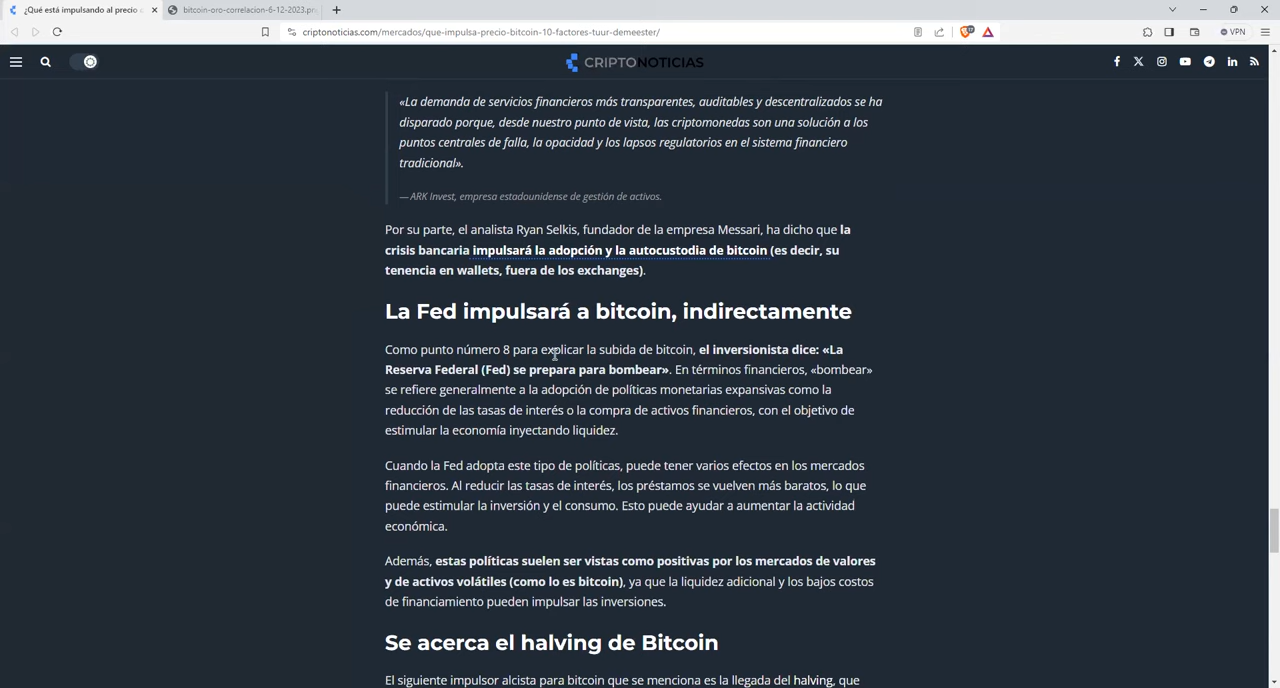 ¿Qué está impulsando al precio d
bitcoin-oro-correlacion-6-12-2023.pn
criptonoticias.com/mercados/que-impulsa-precio-bitcoin-10-factores-tuur-demeester/
VPN
CRIPTONOTICIAS
«La demanda de servicios financieros más transparentes, auditables y descentralizados se ha
disparado porque, desde nuestro punto de vista, las criptomonedas son una solución a los
puntos centrales de falla, la opacidad y los lapsos regulatorios en el sistema financiero
tradicional».
— ARK Invest, empresa estadounidense de gestión de activos.
Por su parte, el analista Ryan Selkis, fundador de la empresa Messari, ha dicho que la
crisis bancaria impulsará la adopción y la autocustodia de bitcoin (es decir, su
tenencia en wallets, fuera de los exchanges).
La Fed impulsará a bitcoin, indirectamente
Como punto número 8 para explicar la subida de bitcoin, el inversionista dice: «La
Reserva Federal (Fed) se prepara para bombear». En términos financieros, «bombear»
se refiere generalmente a la adopción de políticas monetarias expansivas como la
reducción de las tasas de interés o la compra de activos financieros, con el objetivo de
estimular la economía inyectando liquidez.
Cuando la Fed adopta este tipo de políticas, puede tener varios efectos en los mercados
financieros. Al reducir las tasas de interés, los préstamos se vuelven más baratos, lo que
puede estimular la inversión y el consumo. Esto puede ayudar a aumentar la actividad
económica.
Además, estas políticas suelen ser vistas como positivas por los mercados de valores
y de activos volátiles (como lo es bitcoin), ya que la liquidez adicional y los bajos costos
de financiamiento pueden impulsar las inversiones.
Se acerca el halving de Bitcoin
El siguiente impulsor alcista para bitcoin que se menciona es la llegada del halving, que